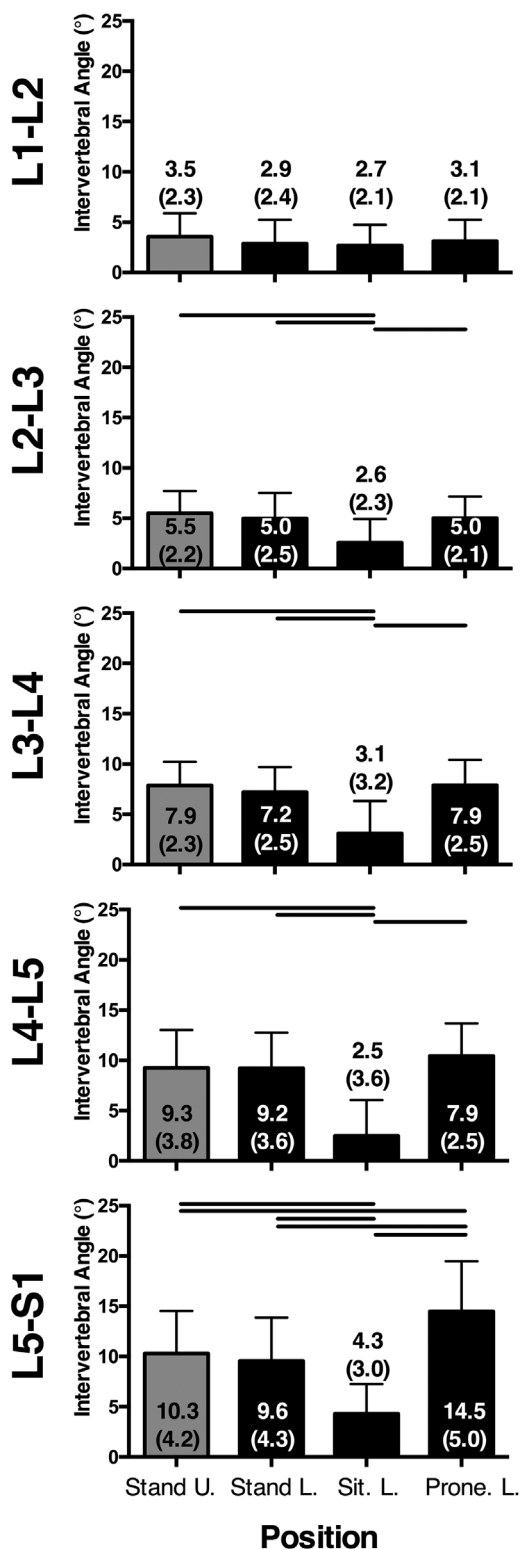 L1-L2
Intervertebral Angle (°)
25
20
15
10
5
0
3.5 2.9 2.7 3.1
(2.3) (2.4) (2.1) (2.1)
L2-L3
Intervertebral Angle (°)
25
20
15
10
5
0
2.6
(2.3)
5.5 5.0 5.0
(2.2) (2.5) (2.1)
L3-L4
Intervertebral Angle (°)
25
20
15
10
5
0
3.1
(3.2)
7.9 7.2 7.9
(2.3) (2.5) (2.5)
L4-L5
Intervertebral Angle (°)
25
20
15
10
5
0
2.5
(3.6)
9.3 9.2 7.9
(3.8) (3.6) (2.5)
L5-S1
Intervertebral Angle (°)
25
20
15
10
5
0
4.3
(3.0)
10.3 9.6 14.5
(4.2) (4.3) (5.0)
Stand U. Stand L. Sit. L. Prone. L.
Position